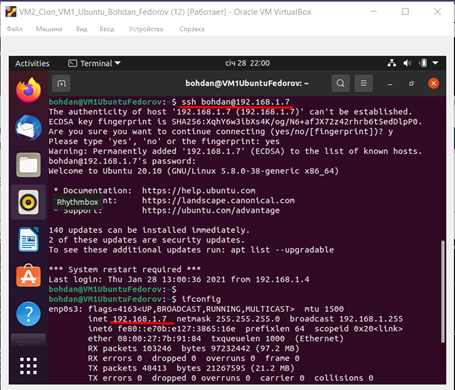 VM2_Clon_VM1_Ubuntu_Bohdan_Fedorov (12) [Работает] - Oracle VM VirtualBox
Файл Машина Вид Ввод Устройства Справка
Activities Terminal січ 28 22:00
bohdan@VM1UbuntuFedorov: ~
bohdan@VM1UbuntuFedorov:~$ ssh bohdan@192.168.1.7
The authenticity of host '192.168.1.7 (192.168.1.7)' can't be established.
ECDSA key fingerprint is SHA256:XqhY6w3lbXs4K/og/N6+afJX72z42rhrb6tSedDlpP0.
Are you sure you want to continue connecting (yes/no/[fingerprint])? y
Please type 'yes', 'no' or the fingerprint: yes
Warning: Permanently added '192.168.1.7' (ECDSA) to the list of known hosts.
bohdan@192.168.1.7's password:
Welcome to Ubuntu 20.10 (GNU/Linux 5.8.0-38-generic x86_64)
* Documentation: https://help.ubuntu.com
nt: https://landscape.canonical.com
Rhythmbox
* Support: https://ubuntu.com/advantage
140 updates can be installed immediately.
2 of these updates are security updates.
To see these additional updates run: apt list --upgradable
*** System restart required ***
Last login: Thu Jan 28 13:00:36 2021 from 192.168.1.4
bohdan@VM1UbuntuFedorov:~$
bohdan@VM1UbuntuFedorov:~$ ifconfig
enp0s3: flags=4163<UP,BROADCAST,RUNNING,MULTICAST> mtu 1500
inet 192.168.1.7 netmask 255.255.255.0 broadcast 192.168.1.255
inet6 fe80::e70b:e127:3865:16e prefixlen 64 scopeid 0x20<link>
ether 08:00:27:7b:91:84 txqueuelen 1000 (Ethernet)
RX packets 103246 bytes 97232442 (97.2 MB)
RX errors 0 dropped 0 overruns 0 frame 0
TX packets 48413 bytes 21267595 (21.2 MB)
TX errors 0 dropped 0 overruns 0 carrier 0 collisions 0